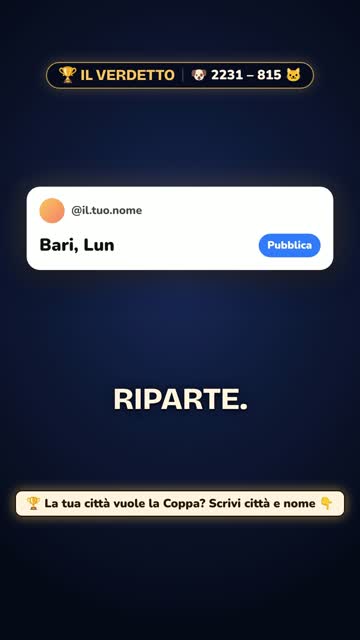 🏆 IL VERDETTO | 🐶 2231 – 815 🐱
@il.tuo.nome
Bari, Lun
Pubblica
RIPARTE.
🏆 La tua città vuole la Coppa? Scrivi città e nome 👇